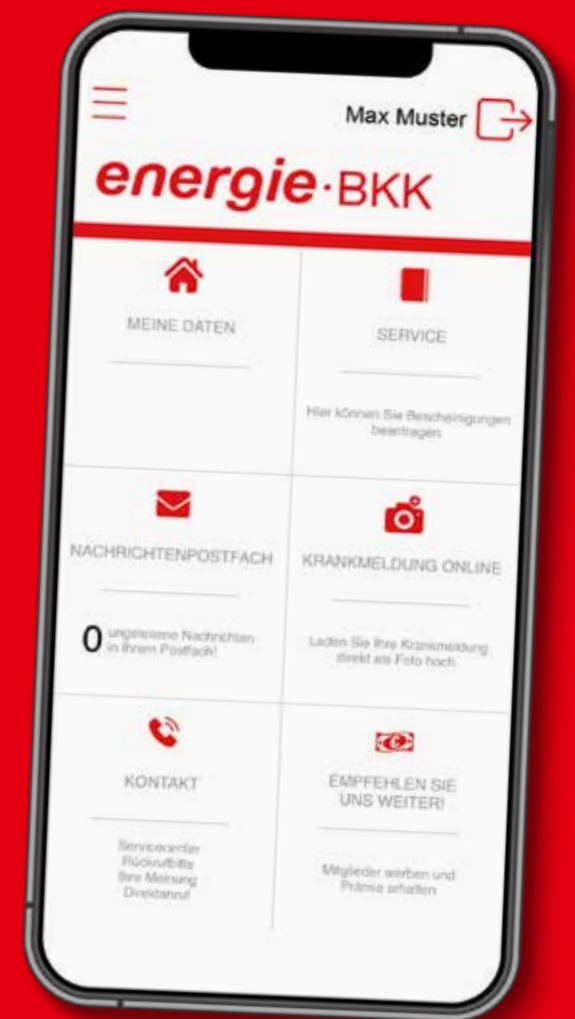 Max Muster
energie·BKK
MEINE DATEN
SERVICE
Hier können Sie Bescheinigungen
beantragen
NACHRICHTENPOSTFACH
0 ungelesene Nachrichten
in Ihrem Postfach!
KRANKMELDUNG ONLINE
Laden Sie Ihre Krankmeldung
direkt als Foto hoch
KONTAKT
Servicecenter
Rückrufbitte
Ihre Meinung
Direktanruf
EMPFEHLEN SIE
UNS WEITER!
Mitglieder werben und
Prämie erhalten